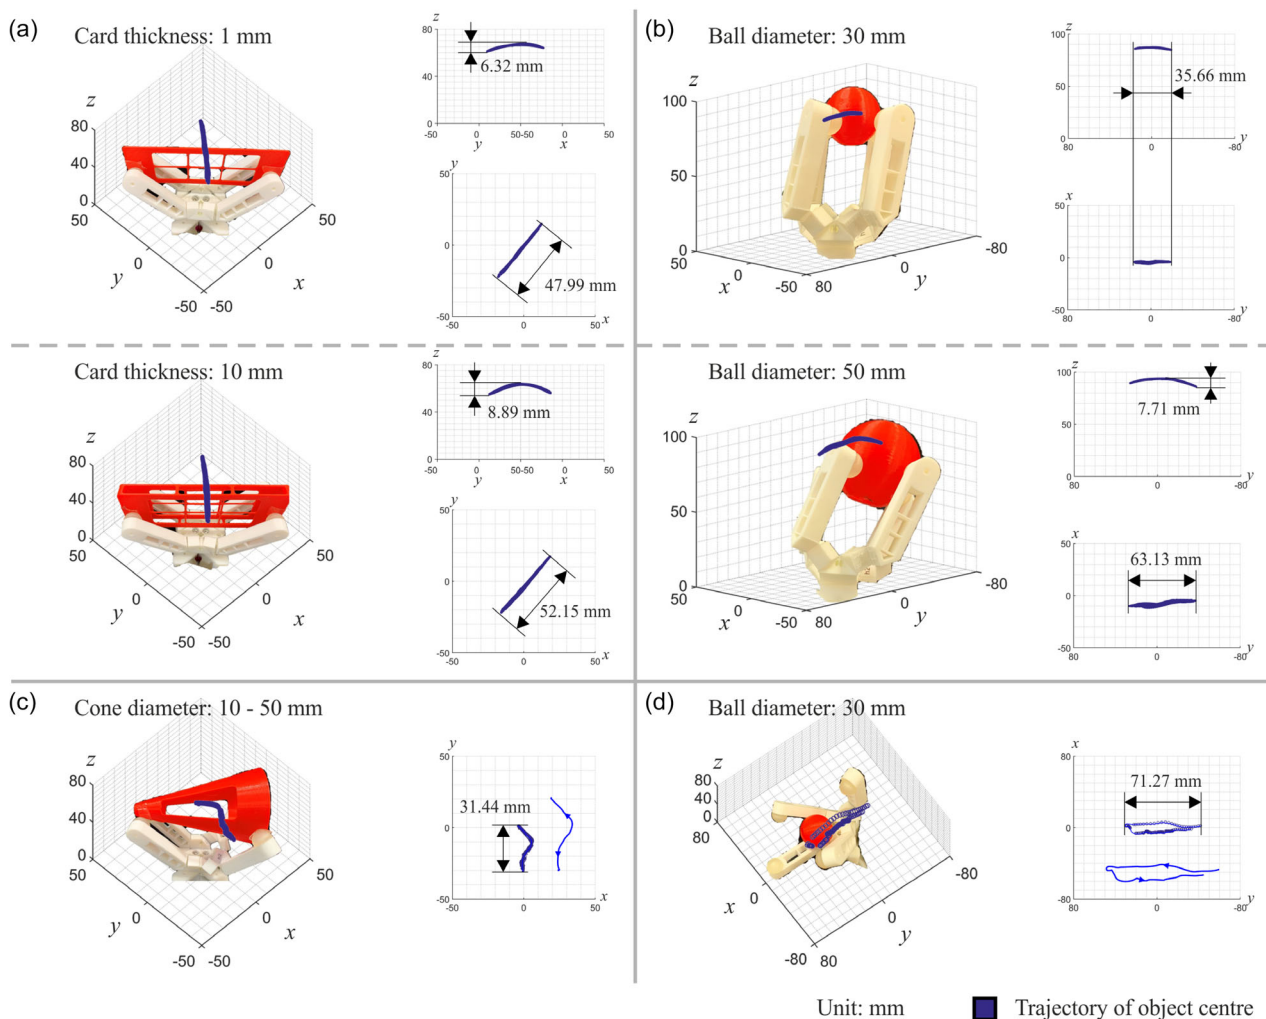 (a)
Card thickness: 1 mm
z
80
40
0
50
y
0
-50
-50
0
x
50
z
80
40
0
6.32 mm
50
0
50
-50
0
50
y
x
y
50
0
-50
47.99 mm
-50
0
50
x
Card thickness: 10 mm
z
80
40
0
50
y
0
-50
-50
0
x
50
z
80
40
0
8.89 mm
50
0
50
-50
0
50
y
x
y
50
0
-50
52.15 mm
-50
0
50
x
(b)
Ball diameter: 30 mm
z
100
50
0
50
x
0
-50
80
0
y
-80
z
100
50
0
35.66 mm
80
0
-80
y
x
50
0
-50
80
0
-80
y
Ball diameter: 50 mm
z
100
50
0
50
x
0
-50
80
0
y
-80
z
100
50
0
7.71 mm
80
0
-80
x
50
0
-50
63.13 mm
80
0
-80
y
(c)
Cone diameter: 10 - 50 mm
z
80
40
0
50
y
0
-50
-50
0
x
50
y
50
0
-50
31.44 mm
-50
0
50
x
(d)
Ball diameter: 30 mm
z
80
40
0
80
x
0
-80
80
0
y
-80
x
80
0
-80
71.27 mm
80
0
-80
y
Unit: mm
Trajectory of object centre